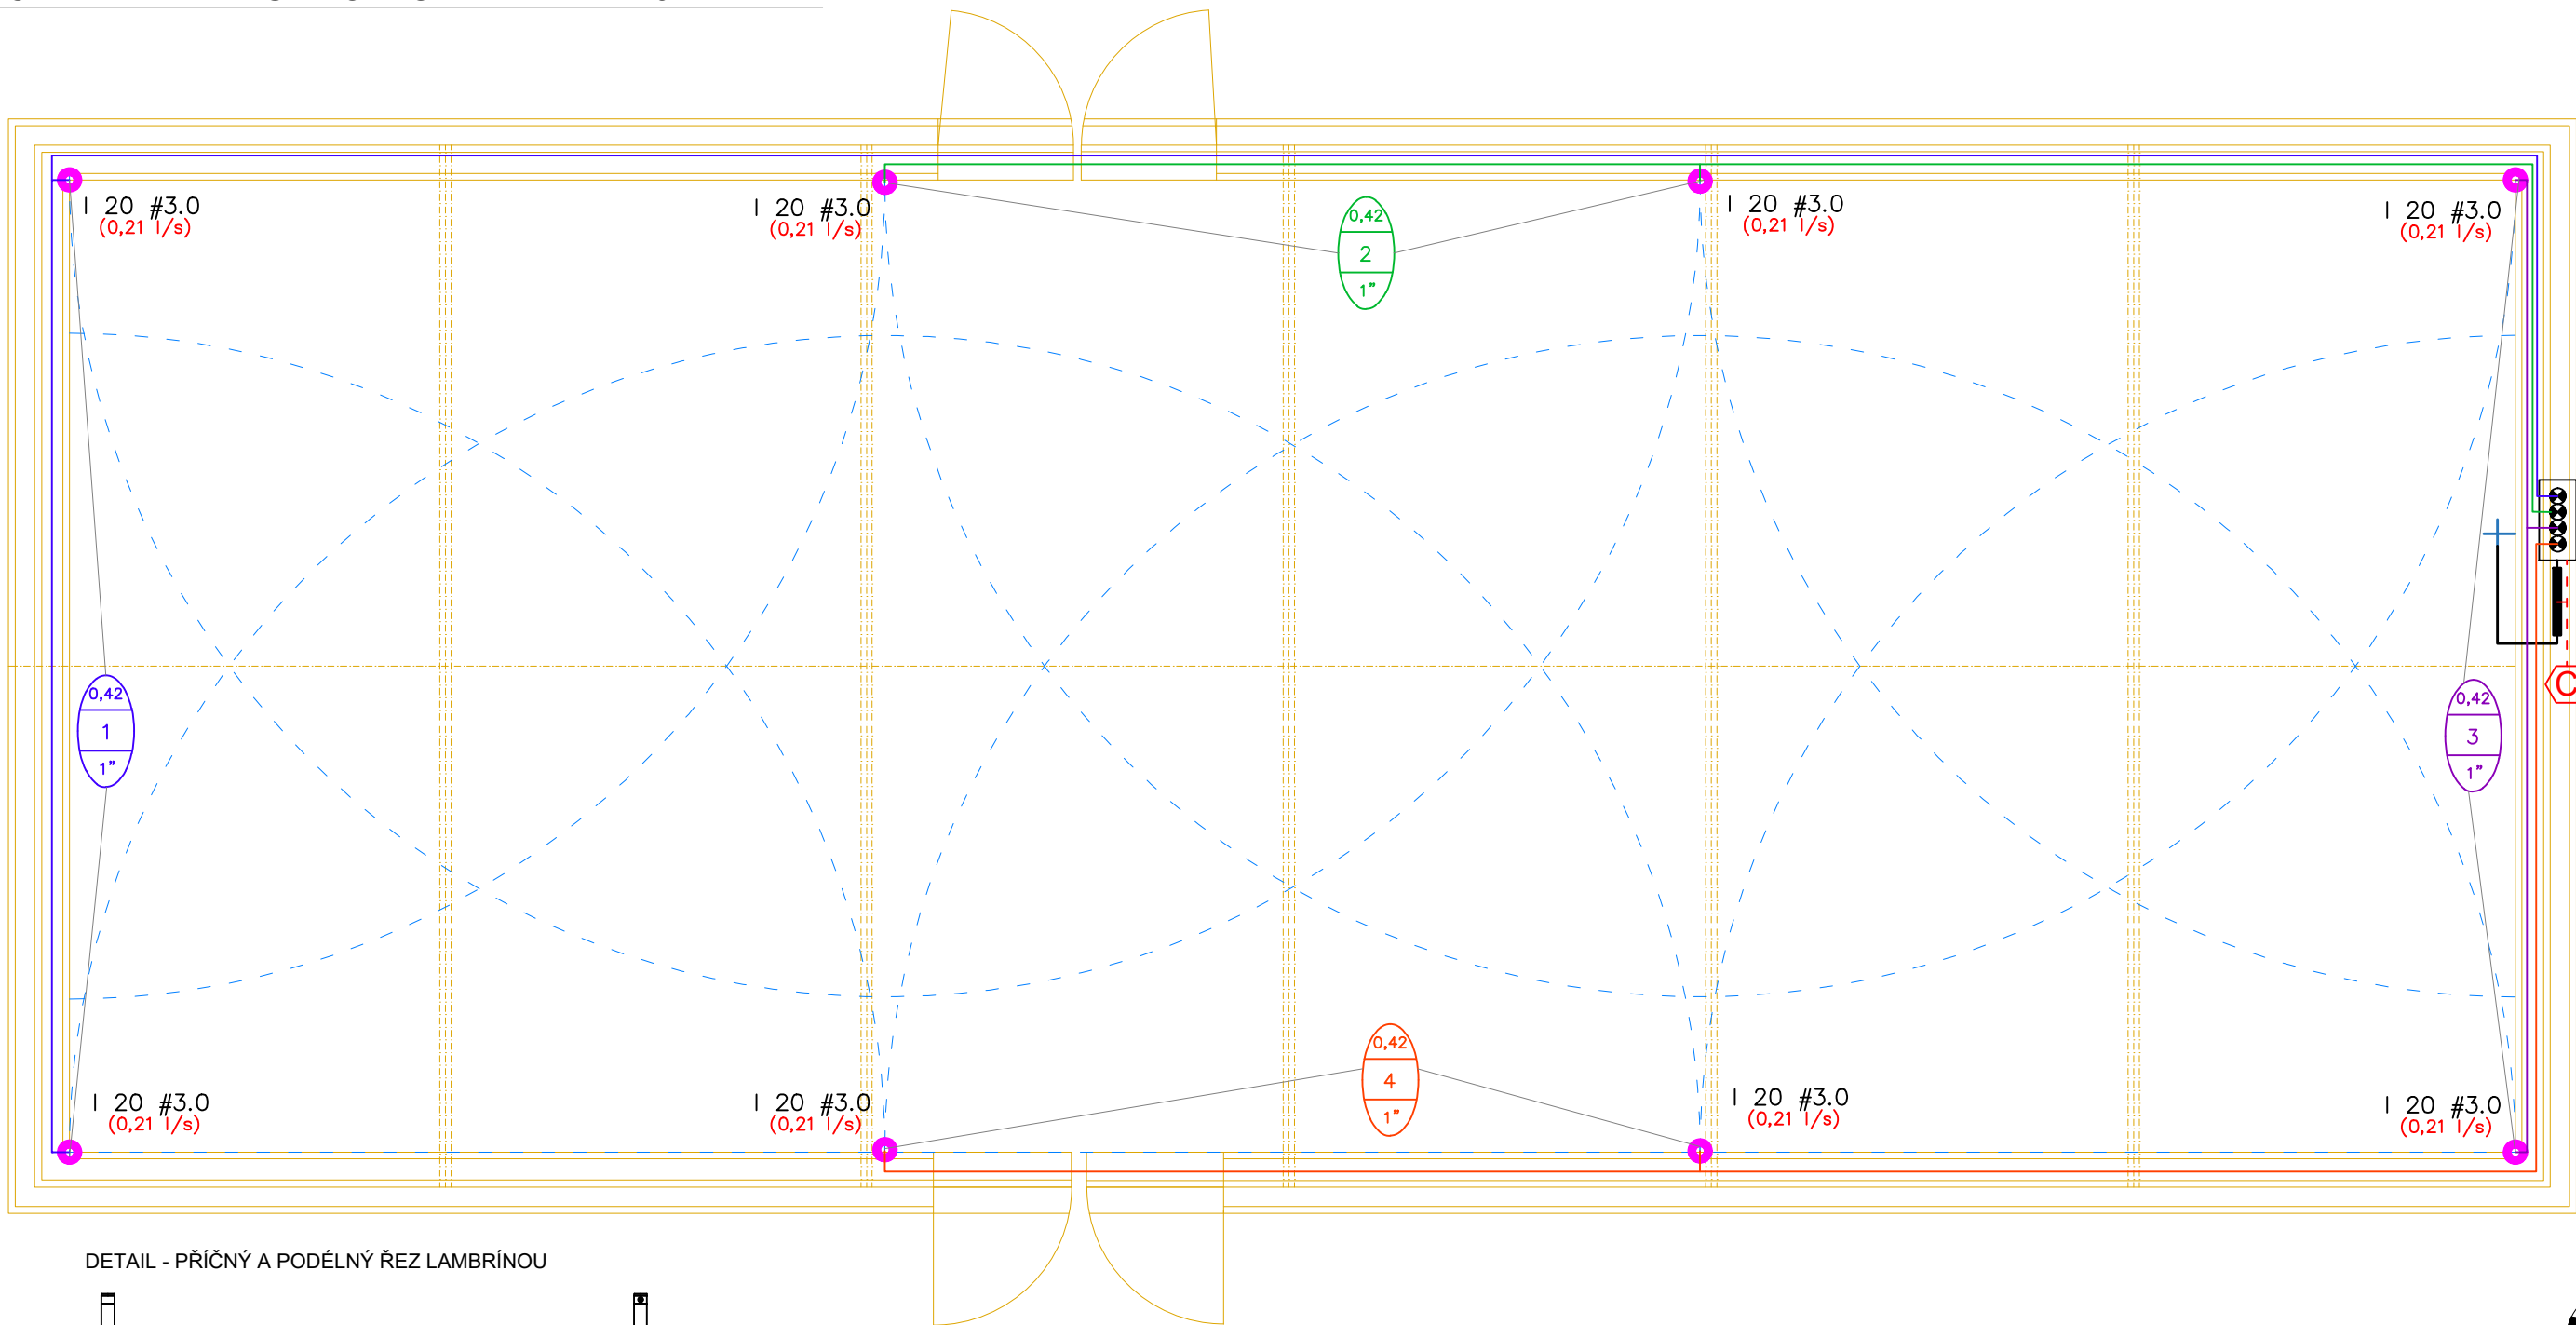 I 20 #3.0
(0,21 l/s)
I 20 #3.0
(0,21 l/s)
0,42
2
1"
I 20 #3.0
(0,21 l/s)
I 20 #3.0
(0,21 l/s)
0,42
1
1"
0,42
3
1"
C
I 20 #3.0
(0,21 l/s)
I 20 #3.0
(0,21 l/s)
0,42
4
1"
I 20 #3.0
(0,21 l/s)
I 20 #3.0
(0,21 l/s)
DETAIL - PŘÍČNÝ A PODÉLNÝ ŘEZ LAMBRÍNOU